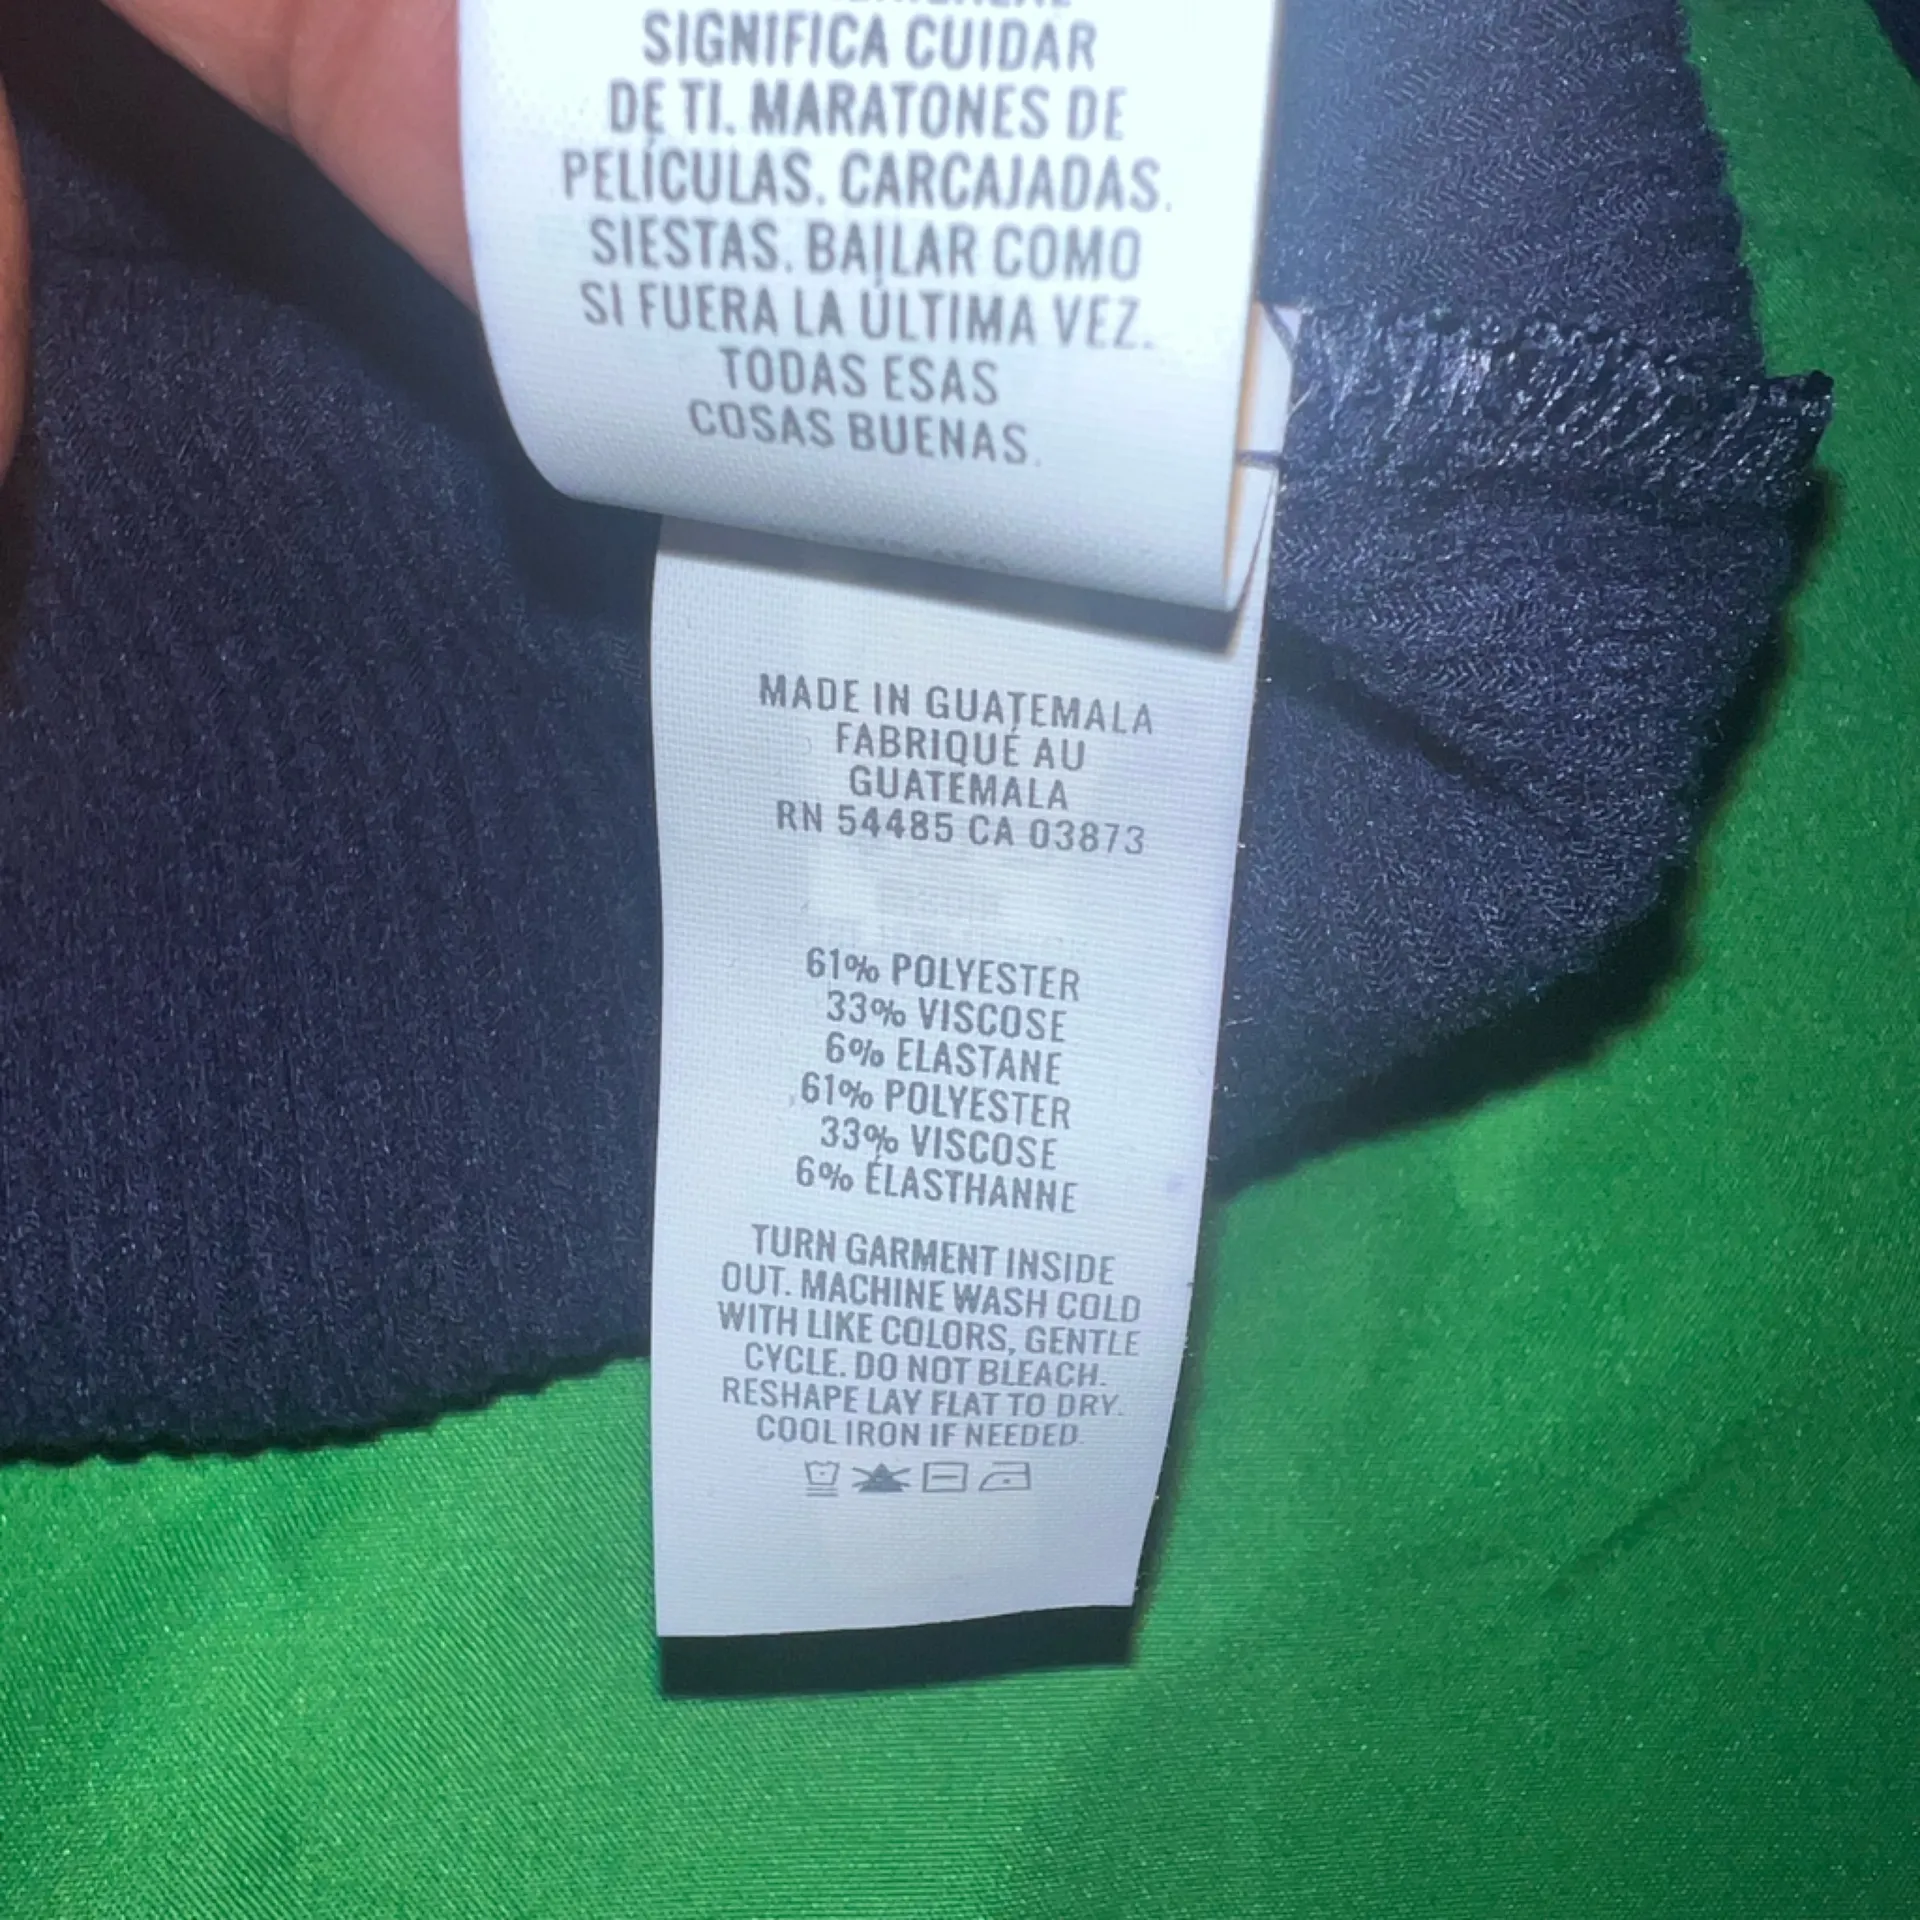 SIGNIFICA CUIDAR
DE TI. MARATONES DE
PELÍCULAS. CARCAJADAS.
SIESTAS. BAILAR COMO
SI FUERA LA ÚLTIMA VEZ.
TODAS ESAS
COSAS BUENAS.
MADE IN GUATEMALA
FABRIQUÉ AU
GUATEMALA
RN 54485 CA 03873
61% POLYESTER
33% VISCOSE
6% ELASTANE
61% POLYESTER
33% VISCOSE
6% ÉLASTHANNE
TURN GARMENT INSIDE
OUT. MACHINE WASH COLD
WITH LIKE COLORS, GENTLE
CYCLE. DO NOT BLEACH.
RESHAPE LAY FLAT TO DRY.
COOL IRON IF NEEDED.